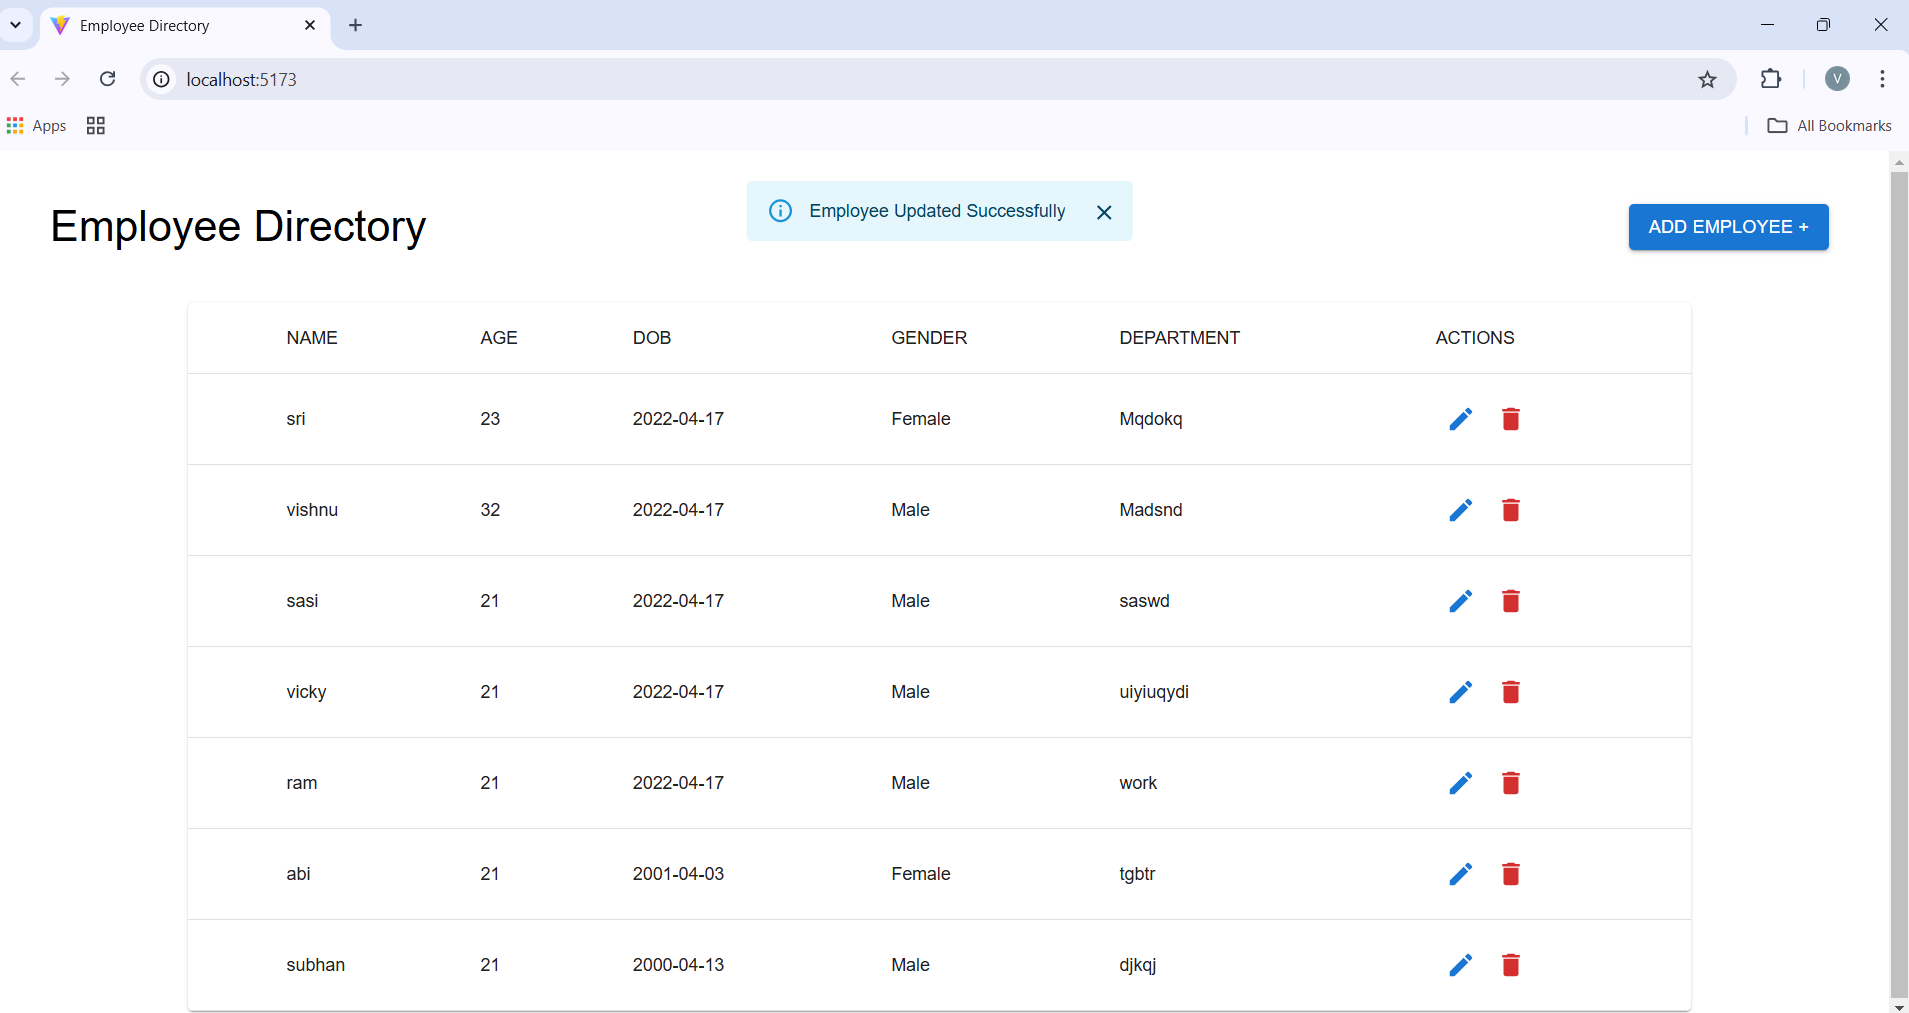 Employee Directory
localhost:5173
V
Apps
All Bookmarks
Employee Directory
Employee Updated Successfully
ADD EMPLOYEE +
NAME AGE DOB GENDER DEPARTMENT ACTIONS
sri 23 2022-04-17 Female Mqdokq
vishnu 32 2022-04-17 Male Madsnd
sasi 21 2022-04-17 Male saswd
vicky 21 2022-04-17 Male uiyiuqydi
ram 21 2022-04-17 Male work
abi 21 2001-04-03 Female tgbtr
subhan 21 2000-04-13 Male djkqj